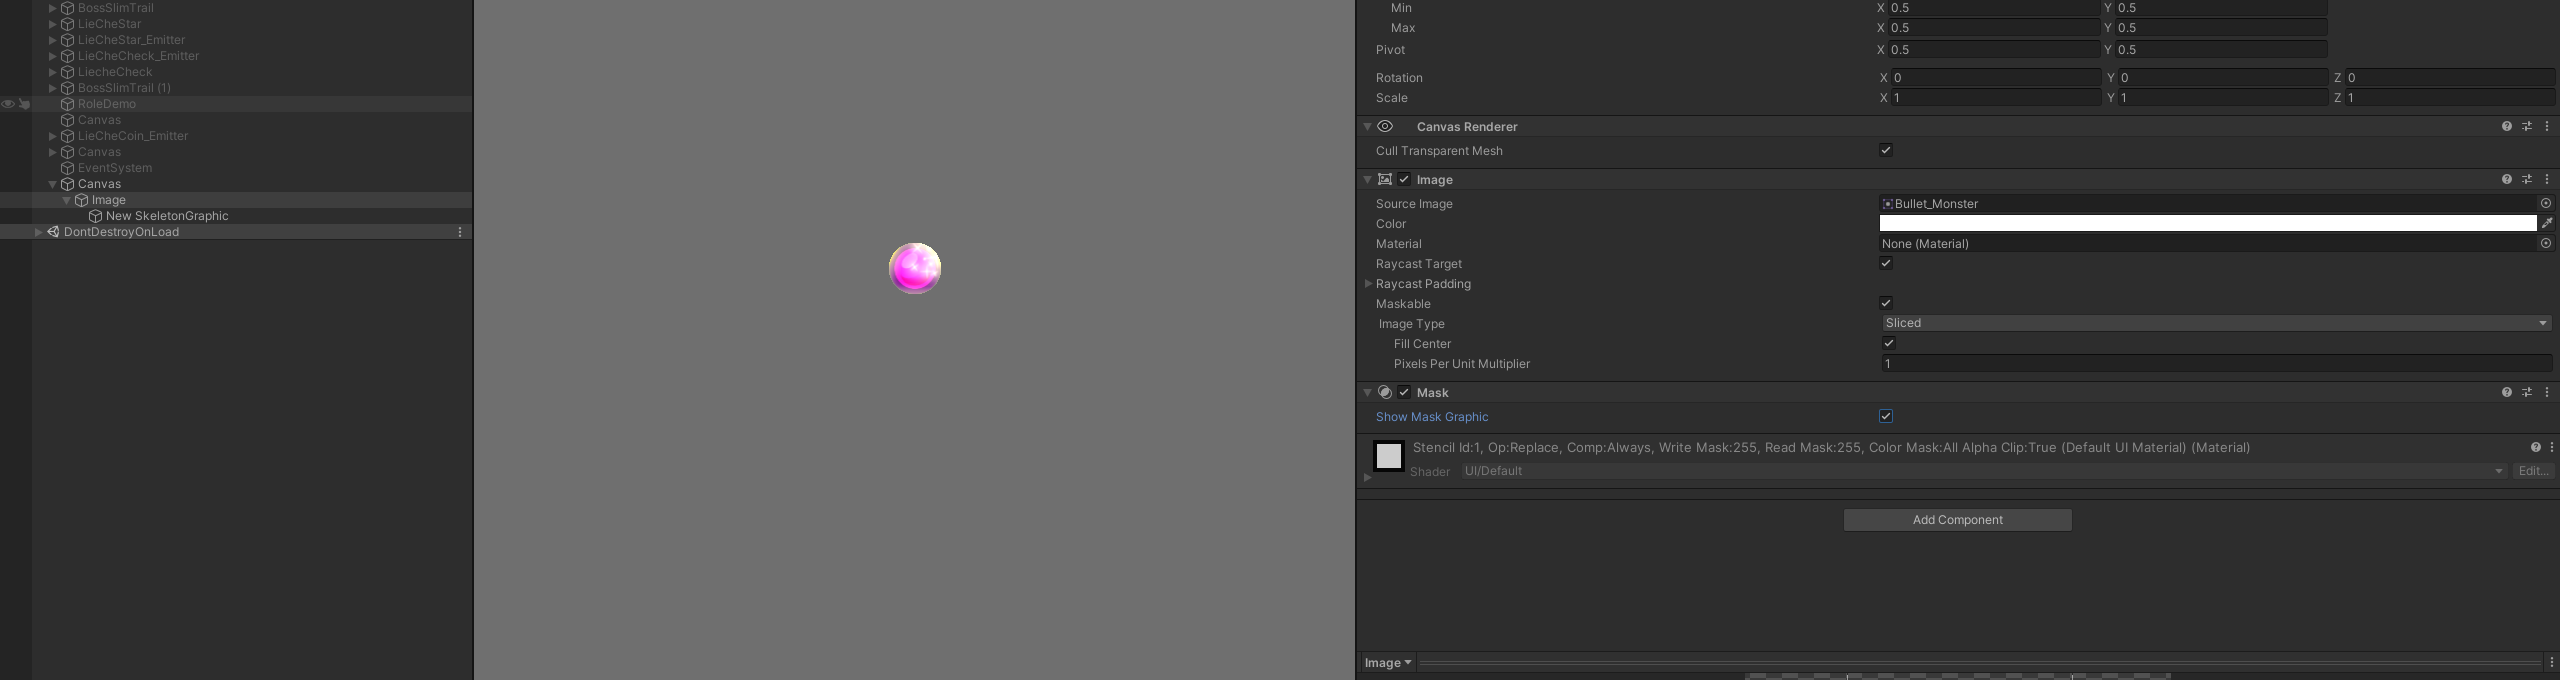 BossSlimTrail
LieCheStar
LieCheStar_Emitter
LieCheCheck_Emitter
LiecheCheck
BossSlimTrail (1)
RoleDemo
Canvas
LieCheCoin_Emitter
Canvas
EventSystem
Canvas
Image
New SkeletonGraphic
DontDestroyOnLoad
Min X 0.5 Y 0.5
Max X 0.5 Y 0.5
Pivot X 0.5 Y 0.5
Rotation X 0 Y 0 Z 0
Scale X 1 Y 1 Z 1
Canvas Renderer
Cull Transparent Mesh
Image
Source Image Bullet_Monster
Color
Material None (Material)
Raycast Target
Raycast Padding
Maskable
Image Type Sliced
Fill Center
Pixels Per Unit Multiplier 1
Mask
Show Mask Graphic
Stencil Id:1, Op:Replace, Comp:Always, Write Mask:255, Read Mask:255, Color Mask:All Alpha Clip:True (Default UI Material) (Material)
Shader UI/Default Edit...
Add Component
Image